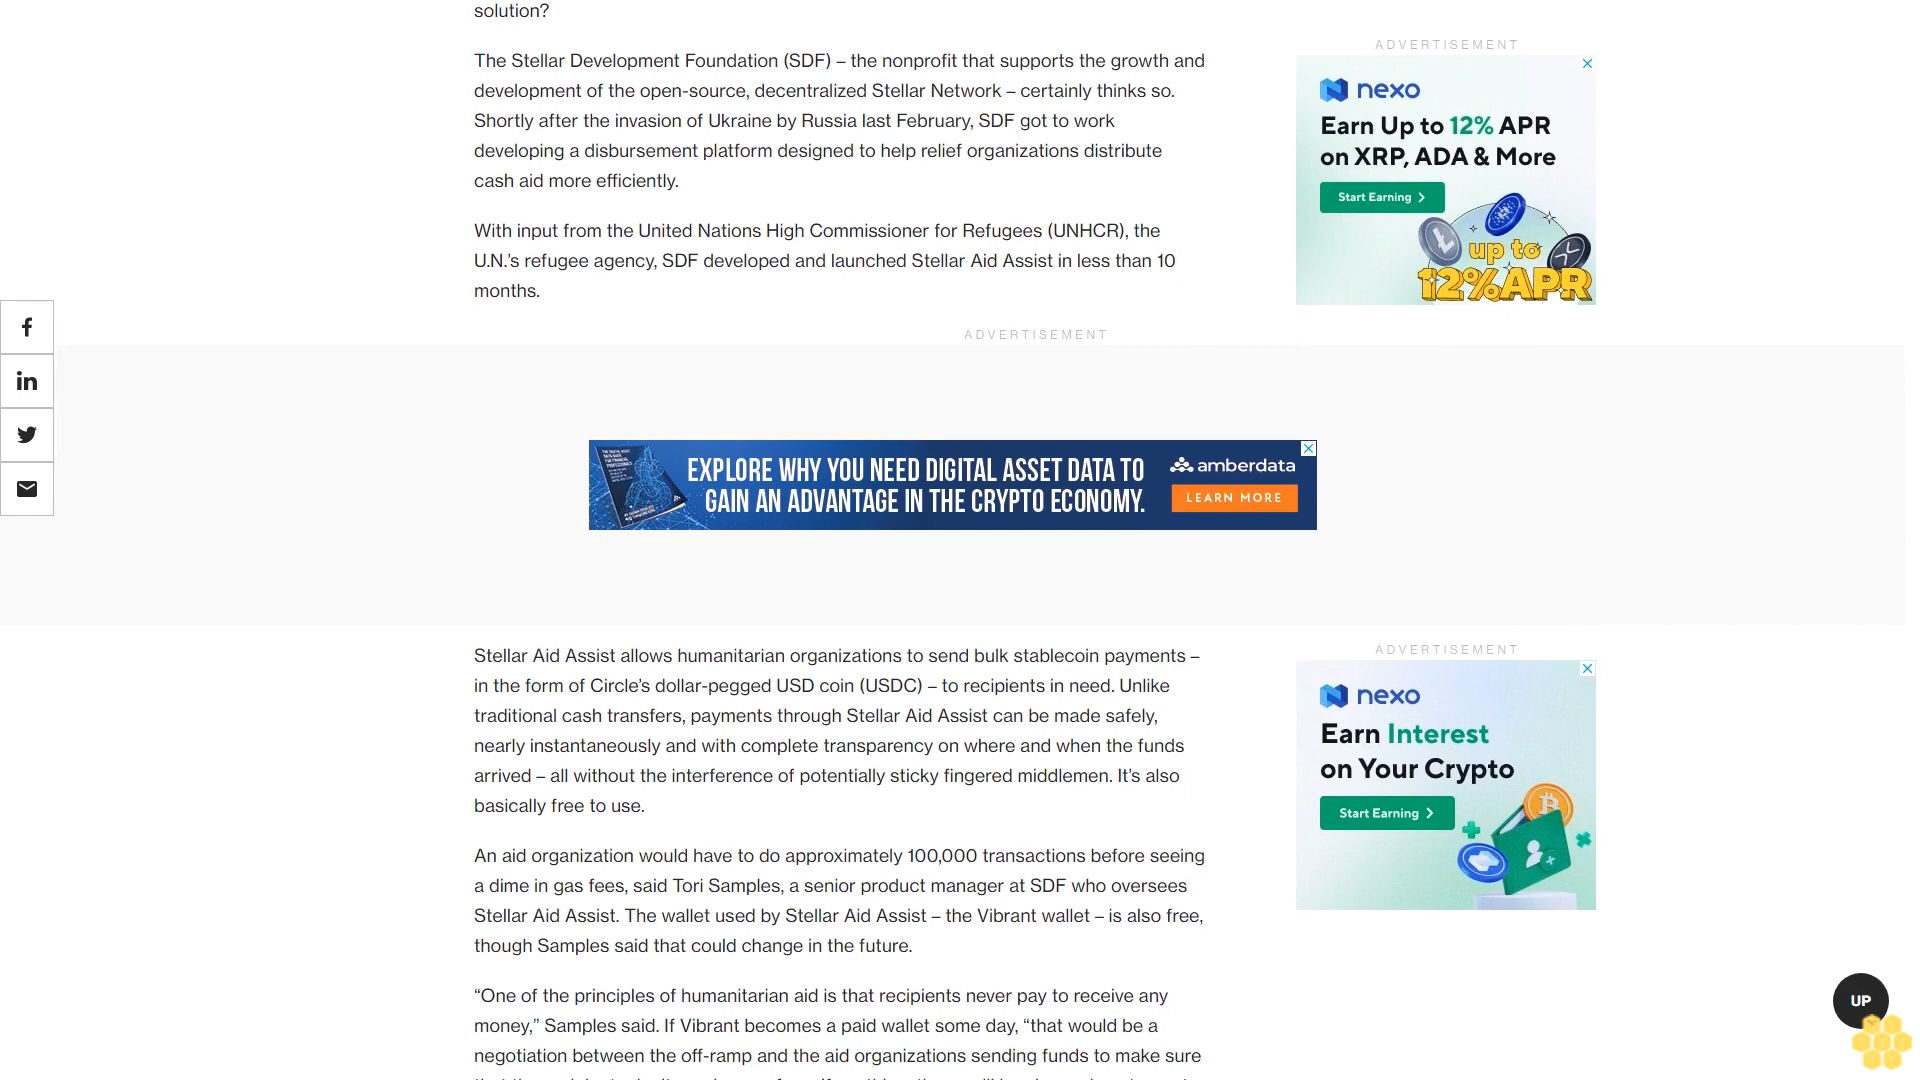 solution?
The Stellar Development Foundation (SDF) – the nonprofit that supports the growth and
development of the open-source, decentralized Stellar Network – certainly thinks so.
Shortly after the invasion of Ukraine by Russia last February, SDF got to work
developing a disbursement platform designed to help relief organizations distribute
cash aid more efficiently.
With input from the United Nations High Commissioner for Refugees (UNHCR), the
U.N.’s refugee agency, SDF developed and launched Stellar Aid Assist in less than 10
months.
ADVERTISEMENT
nexo
Earn Up to 12% APR
on XRP, ADA & More
Start Earning
up to
12% APR
ADVERTISEMENT
EXPLORE WHY YOU NEED DIGITAL ASSET DATA TO
GAIN AN ADVANTAGE IN THE CRYPTO ECONOMY.
amberdata
LEARN MORE
Stellar Aid Assist allows humanitarian organizations to send bulk stablecoin payments –
in the form of Circle’s dollar-pegged USD coin (USDC) – to recipients in need. Unlike
traditional cash transfers, payments through Stellar Aid Assist can be made safely,
nearly instantaneously and with complete transparency on where and when the funds
arrived – all without the interference of potentially sticky fingered middlemen. It’s also
basically free to use.
An aid organization would have to do approximately 100,000 transactions before seeing
a dime in gas fees, said Tori Samples, a senior product manager at SDF who oversees
Stellar Aid Assist. The wallet used by Stellar Aid Assist – the Vibrant wallet – is also free,
though Samples said that could change in the future.
“One of the principles of humanitarian aid is that recipients never pay to receive any
money,” Samples said. If Vibrant becomes a paid wallet some day, “that would be a
negotiation between the off-ramp and the aid organizations sending funds to make sure
ADVERTISEMENT
nexo
Earn Interest
on Your Crypto
Start Earning
UP